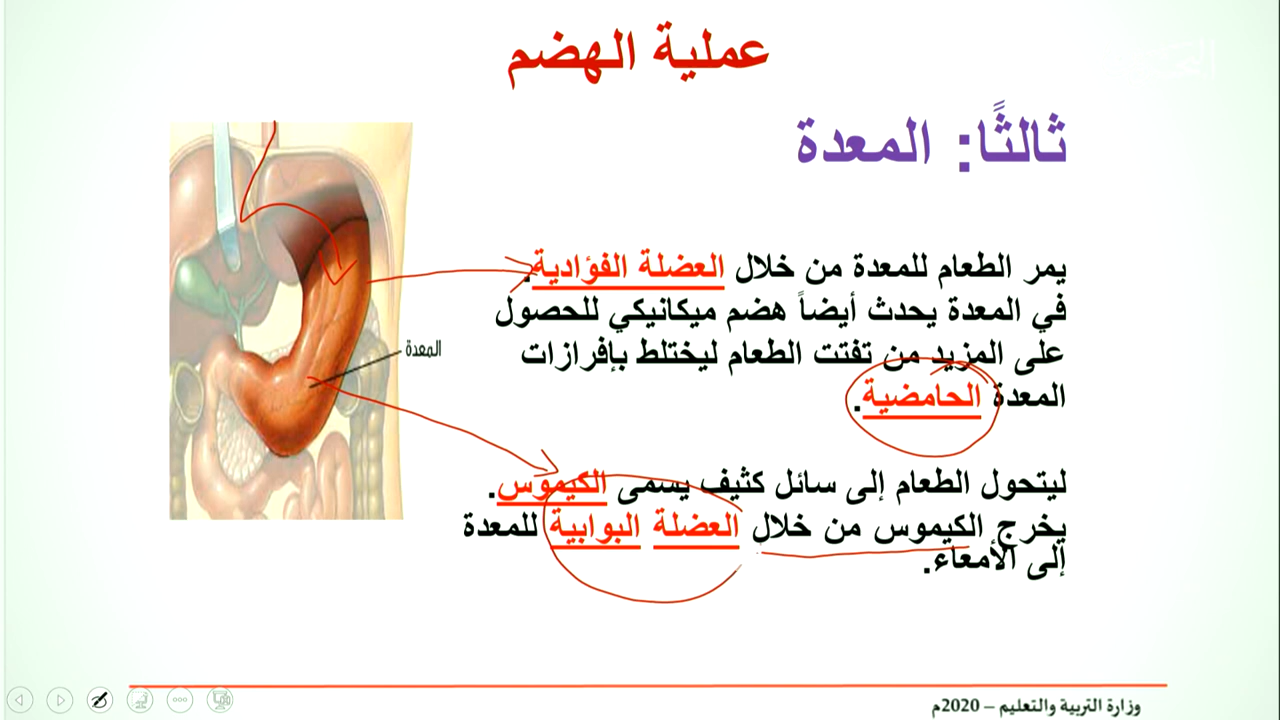 عملية الهضم
ثالثًا: المعدة
يمر الطعام للمعدة من خلال العضلة الفؤادية.
في المعدة يحدث أيضاً هضم ميكانيكي للحصول
على المزيد من تفتت الطعام ليختلط بإفرازات
المعدة الحامضية.
المعدة
ليتحول الطعام إلى سائل كثيف يسمى الكيموس.
يخرج الكيموس من خلال العضلة البوابية للمعدة
إلى الأمعاء.
وزارة التربية والتعليم – 2020م